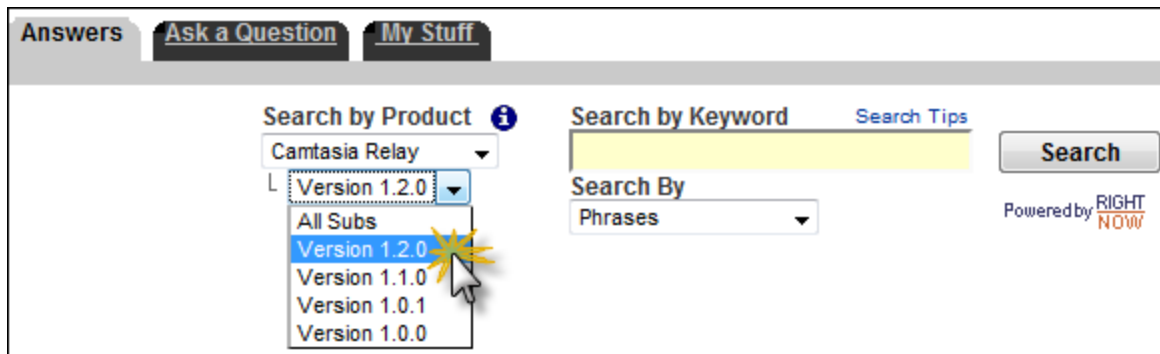 Answers Ask a Question My Stuff
Search by Product Search by Keyword Search Tips
Camtasia Relay
Search
Version 1.2.0
Search By
Phrases
Powered by RIGHT NOW
All Subs
Version 1.2.0
Version 1.1.0
Version 1.0.1
Version 1.0.0